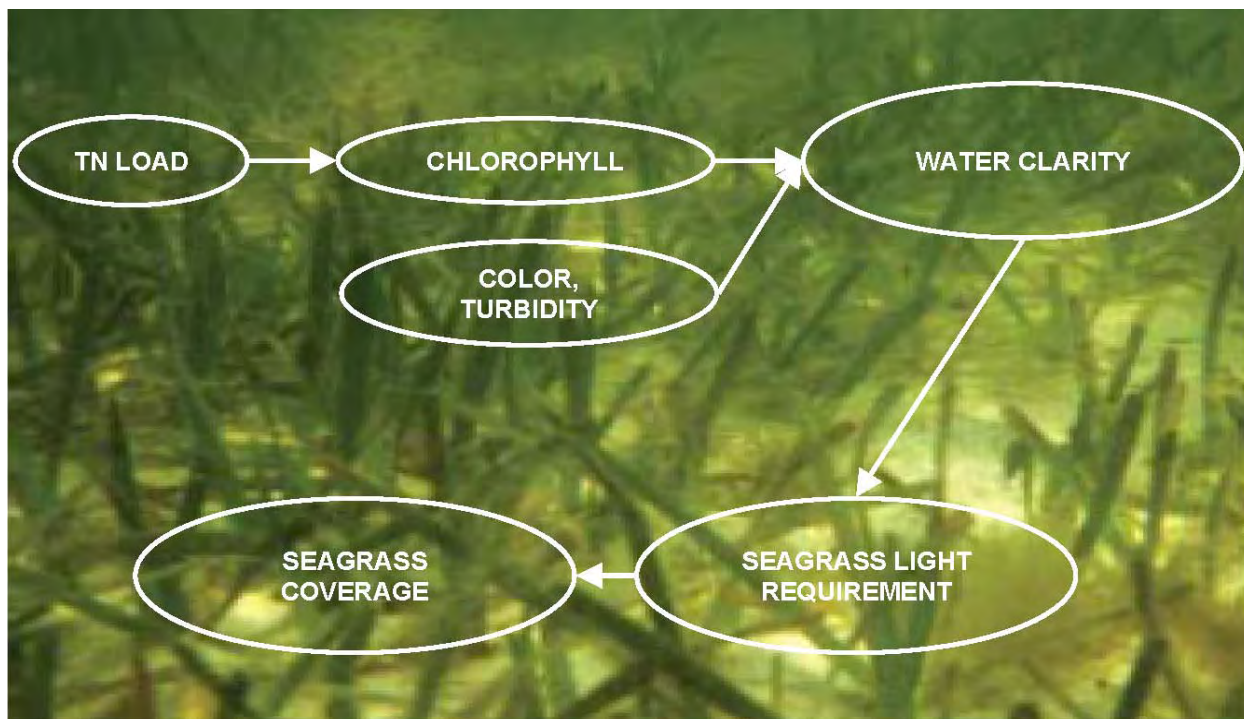 TN LOAD
CHLOROPHYLL
WATER CLARITY
COLOR,
TURBIDITY
SEAGRASS
COVERAGE
SEAGRASS LIGHT
REQUIREMENT